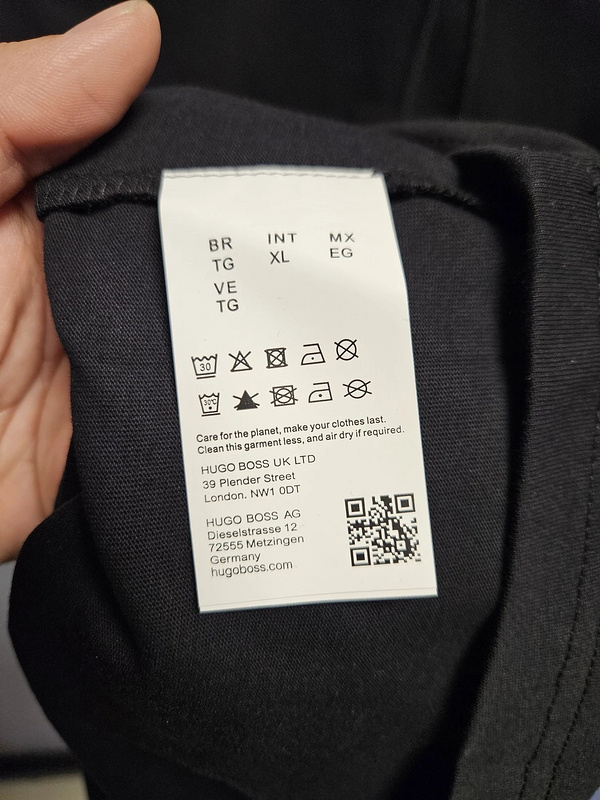 BR INT MX
TG XL EG
VE
TG
30
30°C
Care for the planet, make your clothes last.
Clean this garment less, and air dry if required.
HUGO BOSS UK LTD
39 Plender Street
London. NW1 0DT
HUGO BOSS AG
Dieselstrasse 12
72555 Metzingen
Germany
hugoboss.com